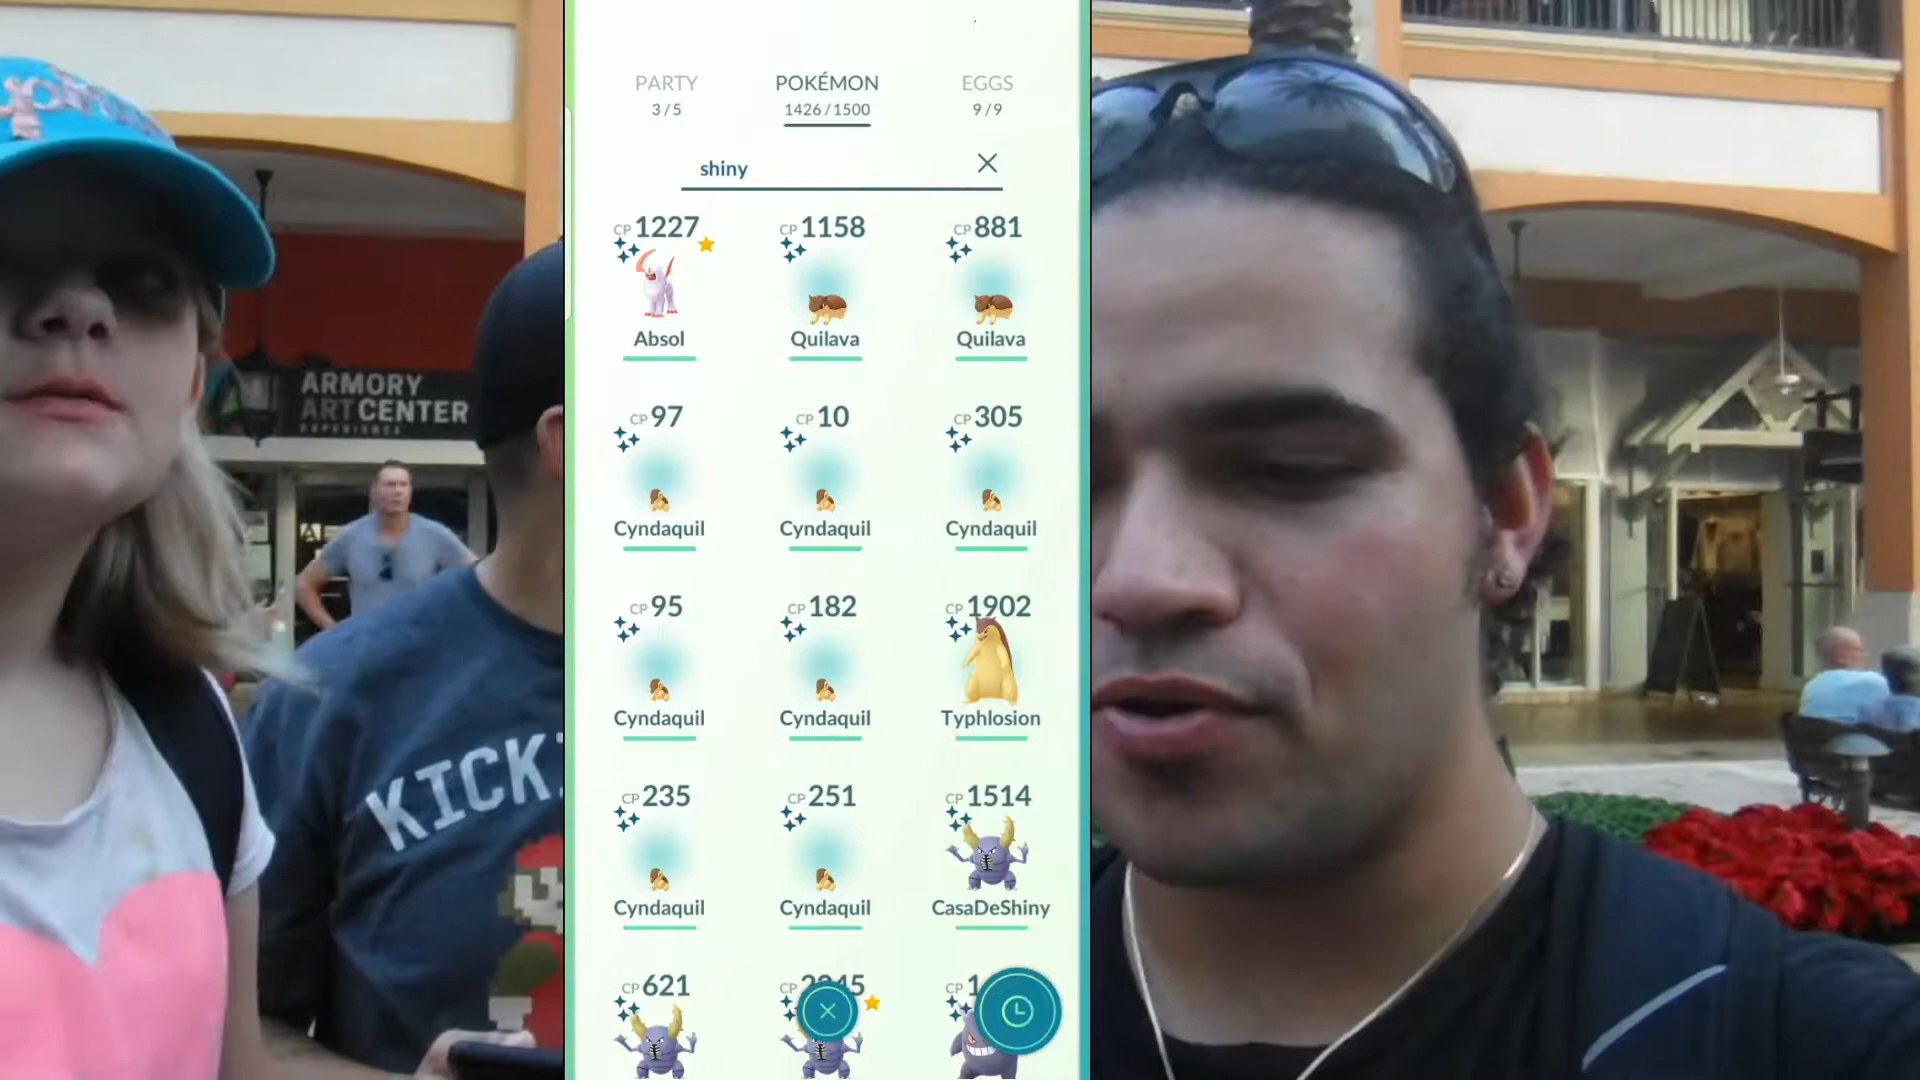 PARTY
POKÉMON
EGGS
3 / 5
1426 / 1500
9 / 9
shiny
CP 1227
CP 1158
CP 881
Absol
Quilava
Quilava
CP 97
CP 10
CP 305
Cyndaquil
Cyndaquil
Cyndaquil
CP 95
CP 182
CP 1902
Cyndaquil
Cyndaquil
Typhlosion
CP 235
CP 251
CP 1514
Cyndaquil
Cyndaquil
CasaDeShiny
CP 621
CP
CP
ARMORY
ART CENTER
EXPERIENCE
KICK